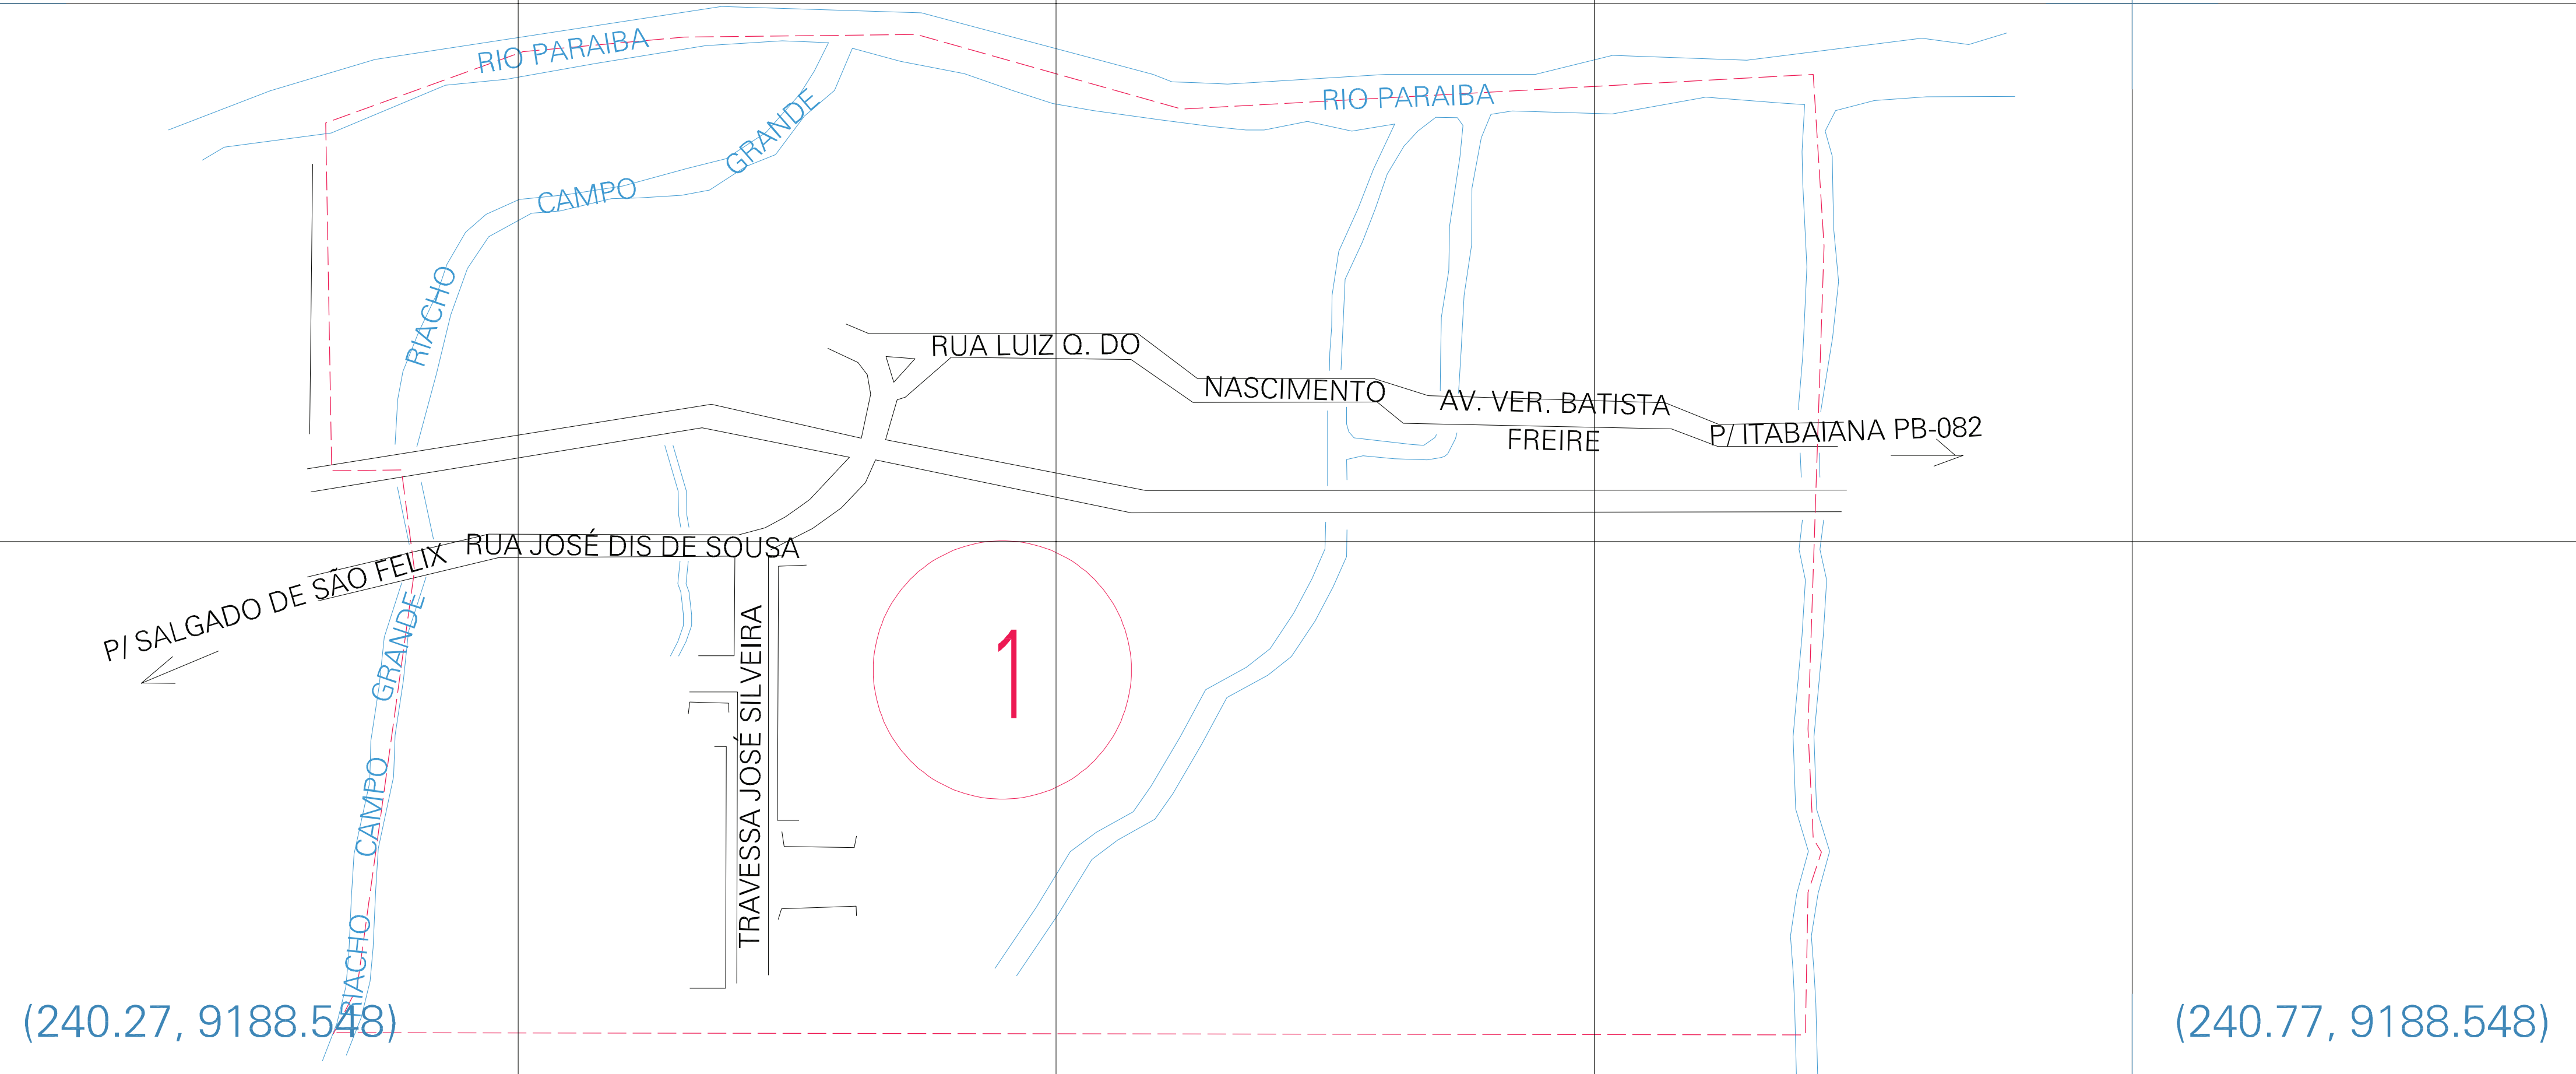 RIO PARAIBA
RIO PARAIBA
GRANDE
CAMPO
RIACHO
RUA LUIZ Q. DO
NASCIMENTO
AV. VER. BATISTA
FREIRE
P/ ITABAIANA PB-082
RUA JOSÉ DIS DE SOUSA
P/ SALGADO DE SÃO FELIX
GRANDE
CAMPO
RIACHO
TRAVESSA JOSÉ SILVEIRA
1
(240.27, 9188.548)
(240.77, 9188.548)